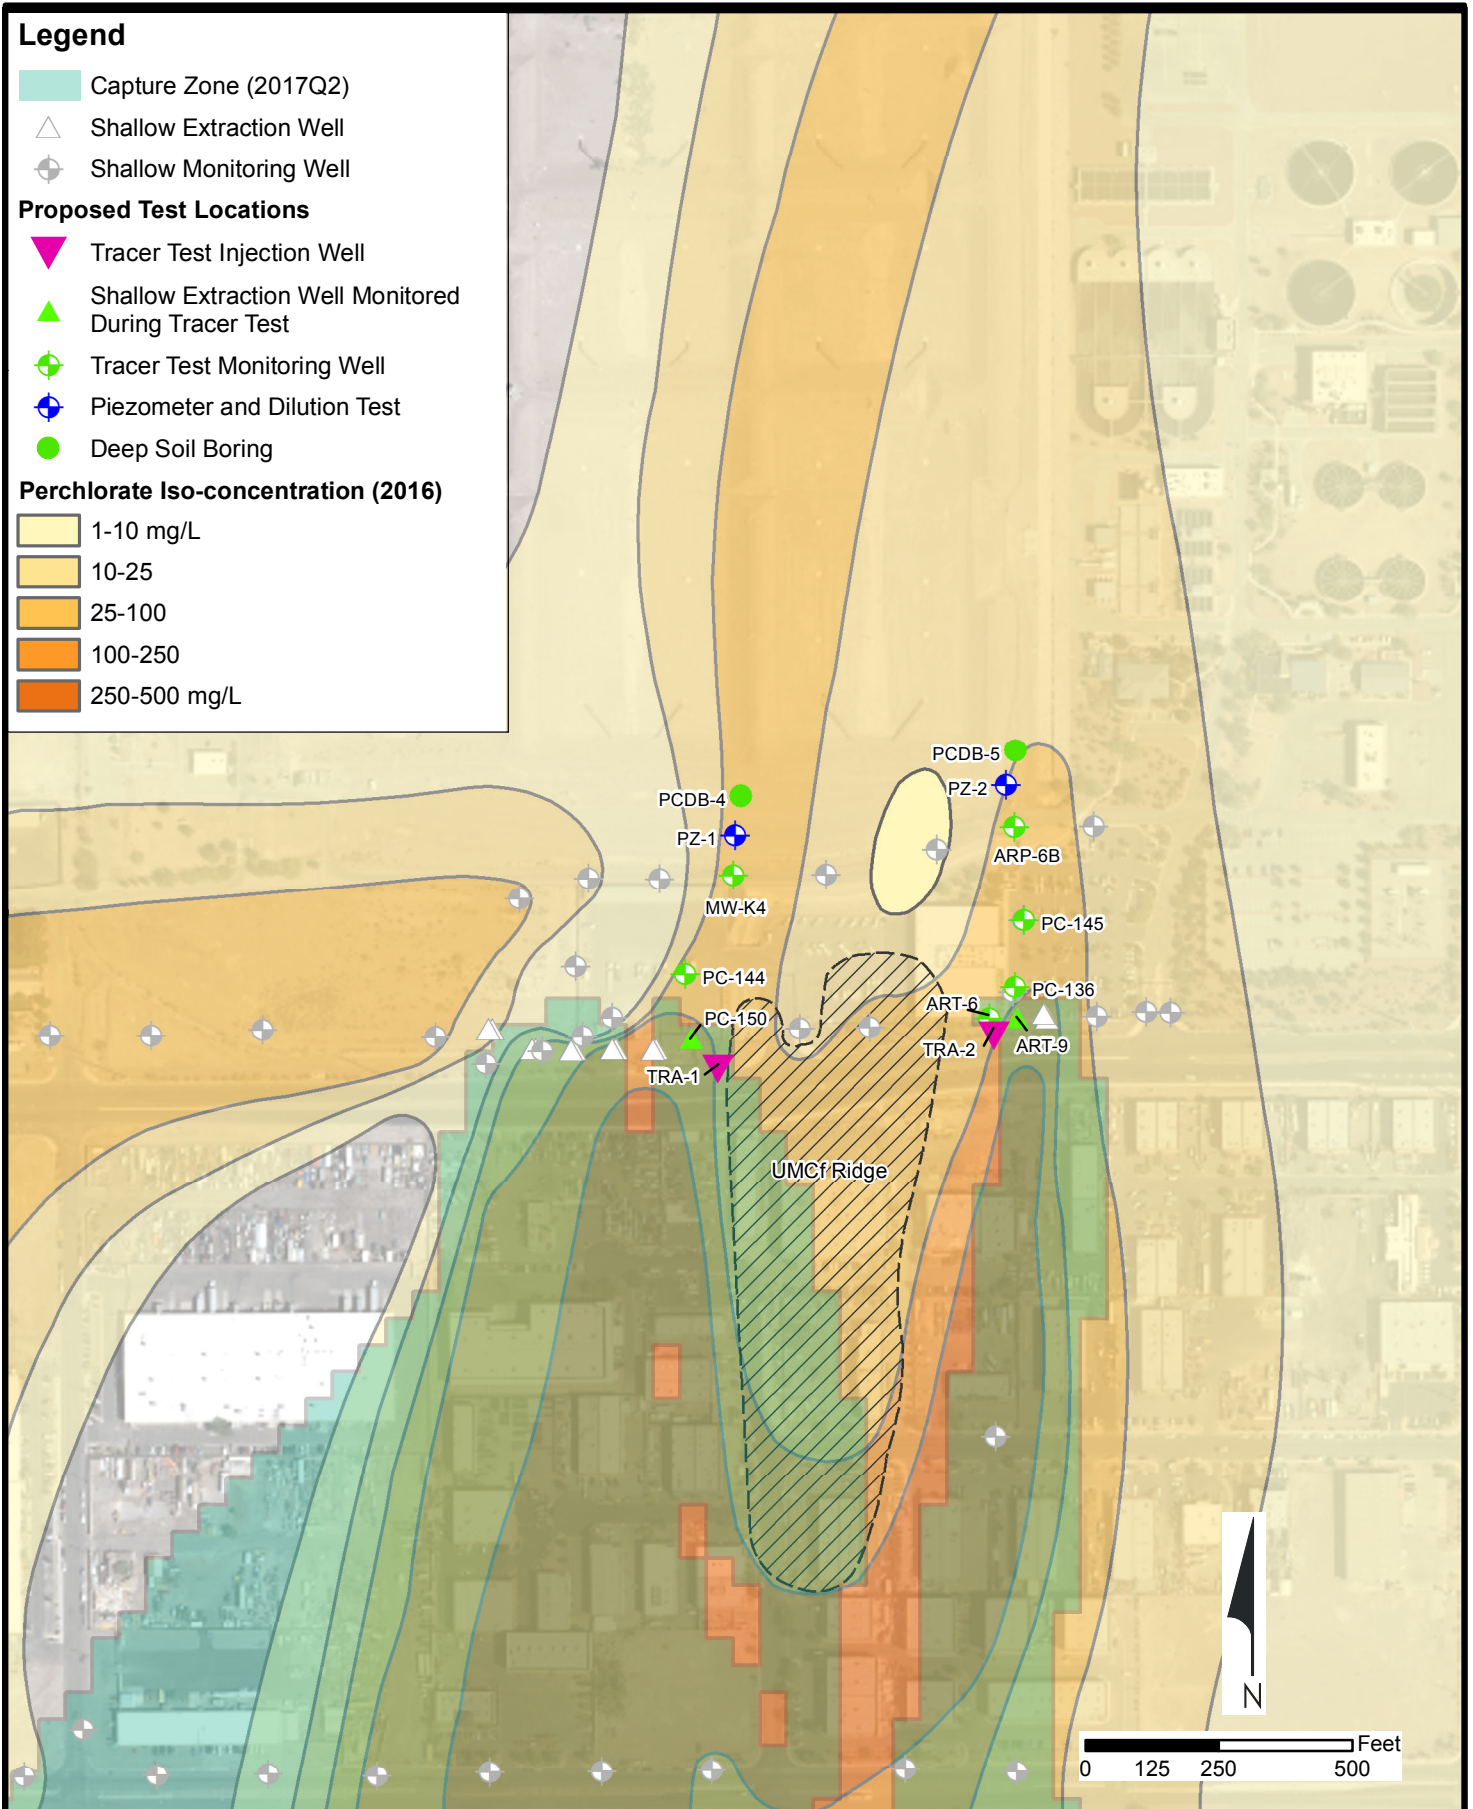 Legend
Capture Zone (2017Q2)
Shallow Extraction Well
Shallow Monitoring Well
Proposed Test Locations
Tracer Test Injection Well
Shallow Extraction Well Monitored
During Tracer Test
Tracer Test Monitoring Well
Piezometer and Dilution Test
Deep Soil Boring
Perchlorate Iso-concentration (2016)
1-10 mg/L
10-25
25-100
100-250
250-500 mg/L
PCDB-5
PZ-2
PCDB-4
PZ-1
ARP-6B
MW-K4
PC-145
PC-144
PC-136
ART-6
PC-150
TRA-2
ART-9
TRA-1
UMCf Ridge
N
Feet
0 125 250 500